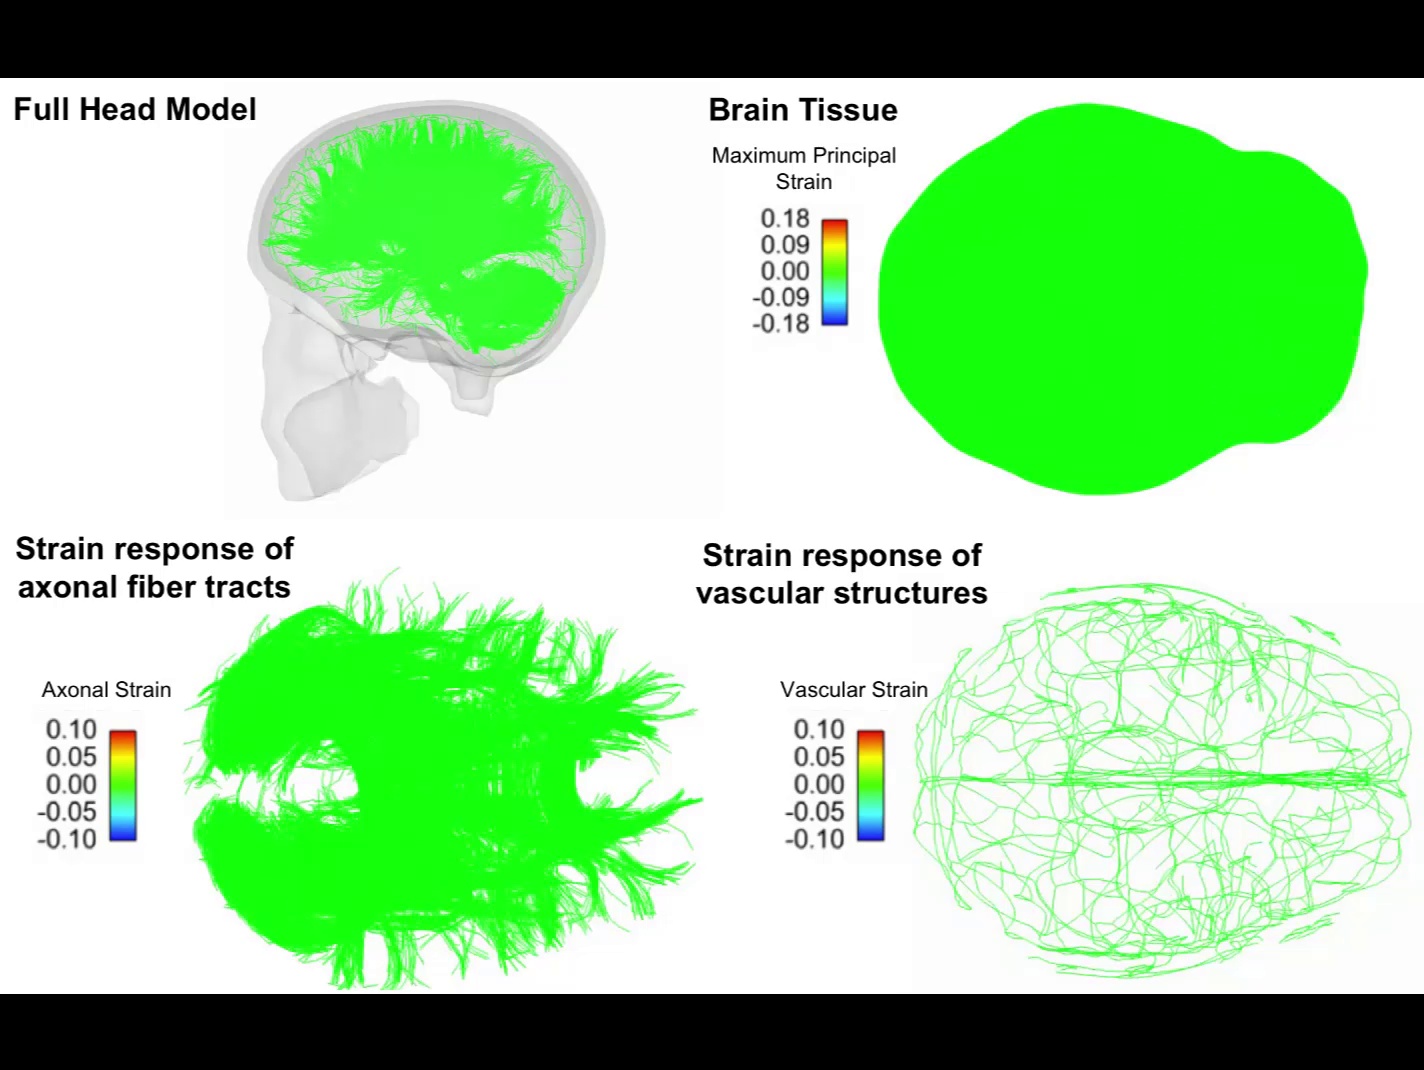 Full Head Model
Brain Tissue
Maximum Principal
Strain
0.18
0.09
0.00
-0.09
-0.18
Strain response of
axonal fiber tracts
Axonal Strain
0.10
0.05
0.00
-0.05
-0.10
Strain response of
vascular structures
Vascular Strain
0.10
0.05
0.00
-0.05
-0.10